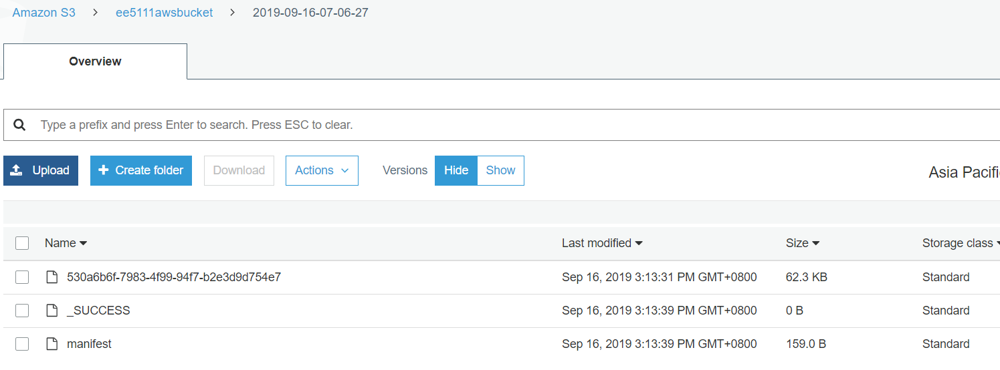 Amazon S3 > ee5111awsbucket > 2019-09-16-07-06-27
Overview
Type a prefix and press Enter to search. Press ESC to clear.
Upload Create folder Download Actions Versions Hide Show Asia Pacifi
Name Last modified Size Storage class
530a6b6f-7983-4f99-94f7-b2e3d9d754e7 Sep 16, 2019 3:13:31 PM GMT+0800 62.3 KB Standard
_SUCCESS Sep 16, 2019 3:13:39 PM GMT+0800 0 B Standard
manifest Sep 16, 2019 3:13:39 PM GMT+0800 159.0 B Standard